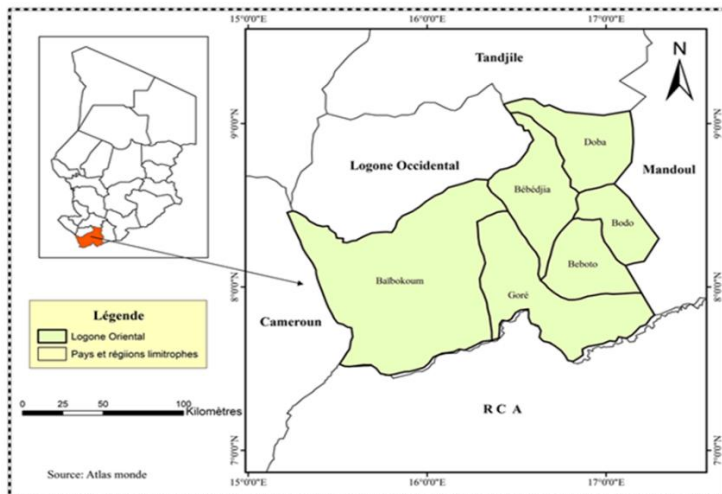 15°0'0"E 16°0'0"E 17°0'0"E
N
Tandjile
9°0'0"N
9°0'0"N
Doba
Logone Occidental
Mandoul
Bébédjia
Bodo
Beboto
Baïbokoum
Goré
8°0'0"N
8°0'0"N
Cameroun
Légende
Logone Oriental
Pays et régiions limitrophes
0 25 50 100
Kilomètres
R C A
7°0'0"N
7°0'0"N
Source: Atlas monde
15°0'0"E 16°0'0"E 17°0'0"E